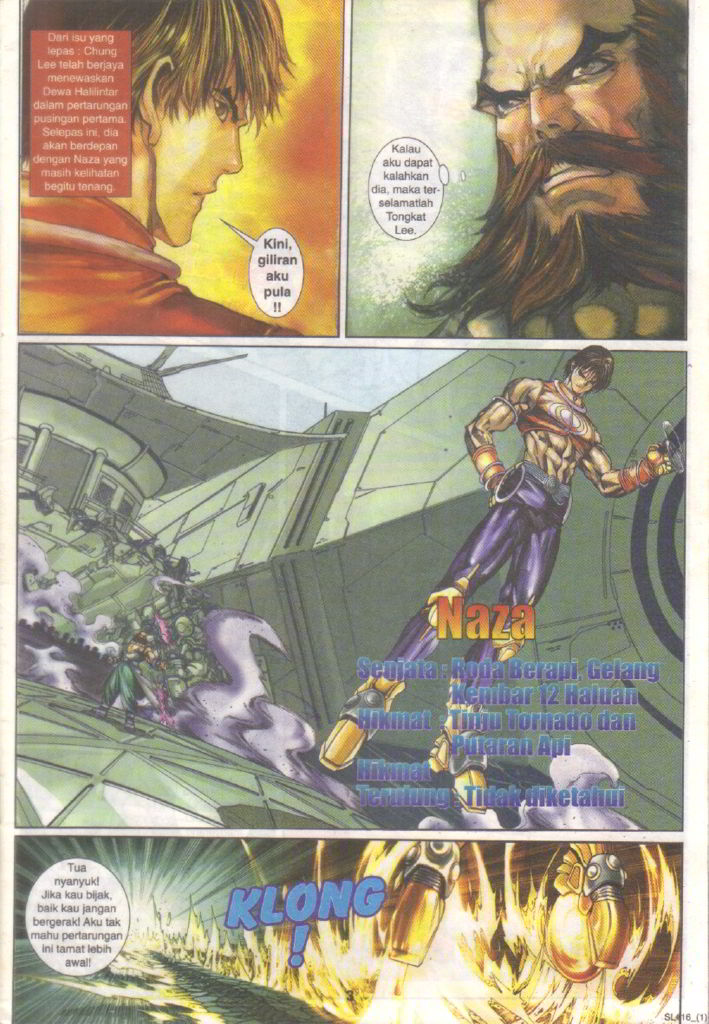 Dari isu yang
lepas : Chung
Lee telah berjaya
menewaskan
Dewa Halilintar
dalam pertarungan
pusingan pertama.
Selepas ini, dia
akan berdepan
dengan Naza yang
masih kelihatan
begitu tenang.
Kini,
giliran
aku
pula
!!
Kalau
aku dapat
kalahkan
dia, maka ter-
selamatlah
Tongkat
Lee.
Naza
Senjata : Roda Berapi, Gelang
Kembar 12 Haluan
Hikmat : Tinju Tornado dan
Putaran Api
Hikmat
Terulung : Tidak diketahui
Tua
nyanyuk!
Jika kau bijak,
baik kau jangan
bergerak! Aku tak
mahu pertarungan
ini tamat lebih
awal!
KLONG
!
SL#16_(1)